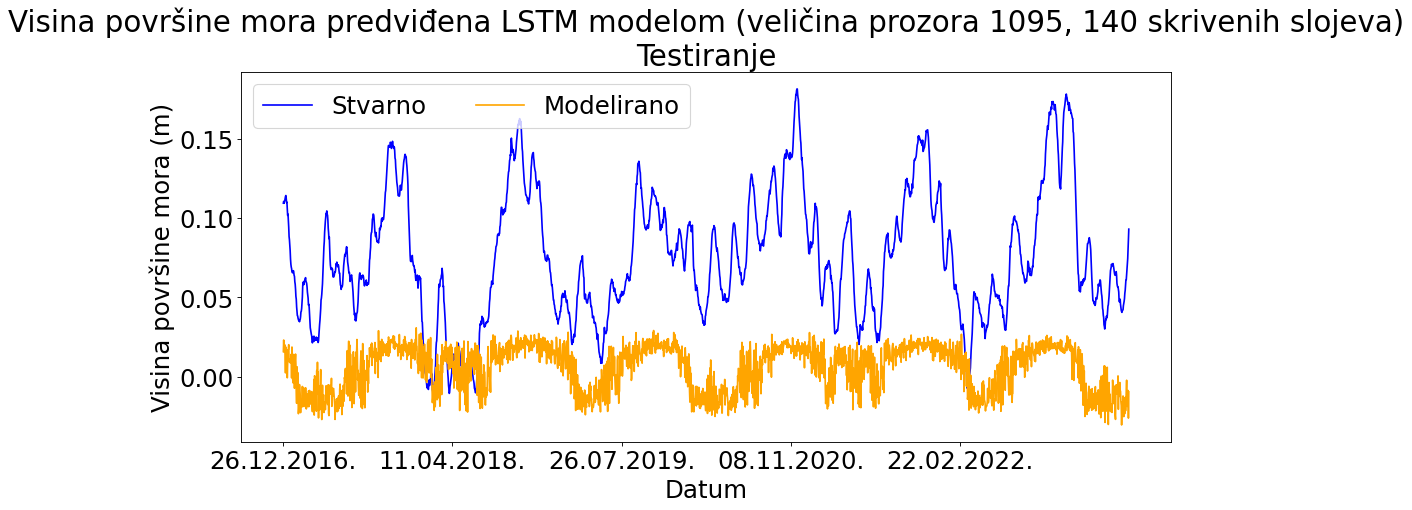 Visina površine mora predviđena LSTM modelom (veličina prozora 1095, 140 skrivenih slojeva)
Testiranje
Stvarno Modelirano
Visina površine mora (m)
0.15
0.10
0.05
0.00
26.12.2016. 11.04.2018. 26.07.2019. 08.11.2020. 22.02.2022.
Datum